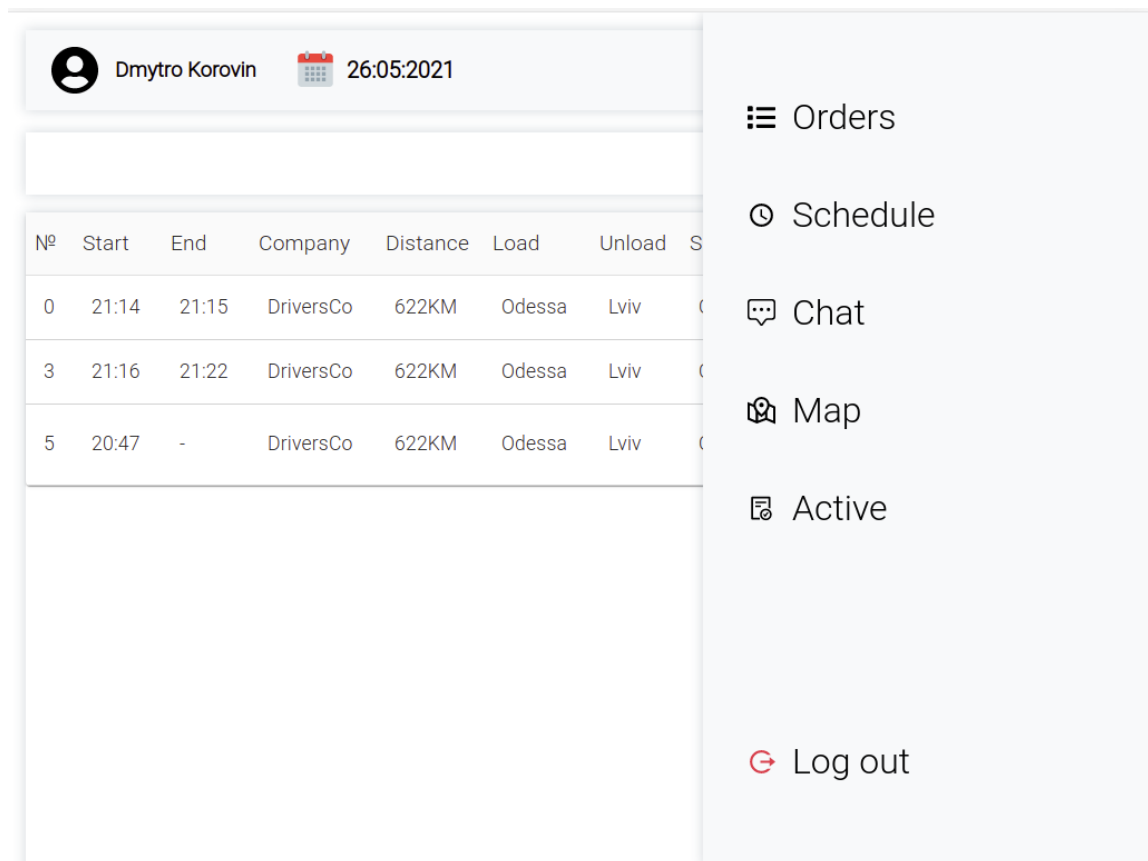 Dmytro Korovin 26:05:2021
№ Start End Company Distance Load Unload
0 21:14 21:15 DriversCo 622KM Odessa Lviv
3 21:16 21:22 DriversCo 622KM Odessa Lviv
5 20:47 - DriversCo 622KM Odessa Lviv
Orders
Schedule
Chat
Map
Active
Log out